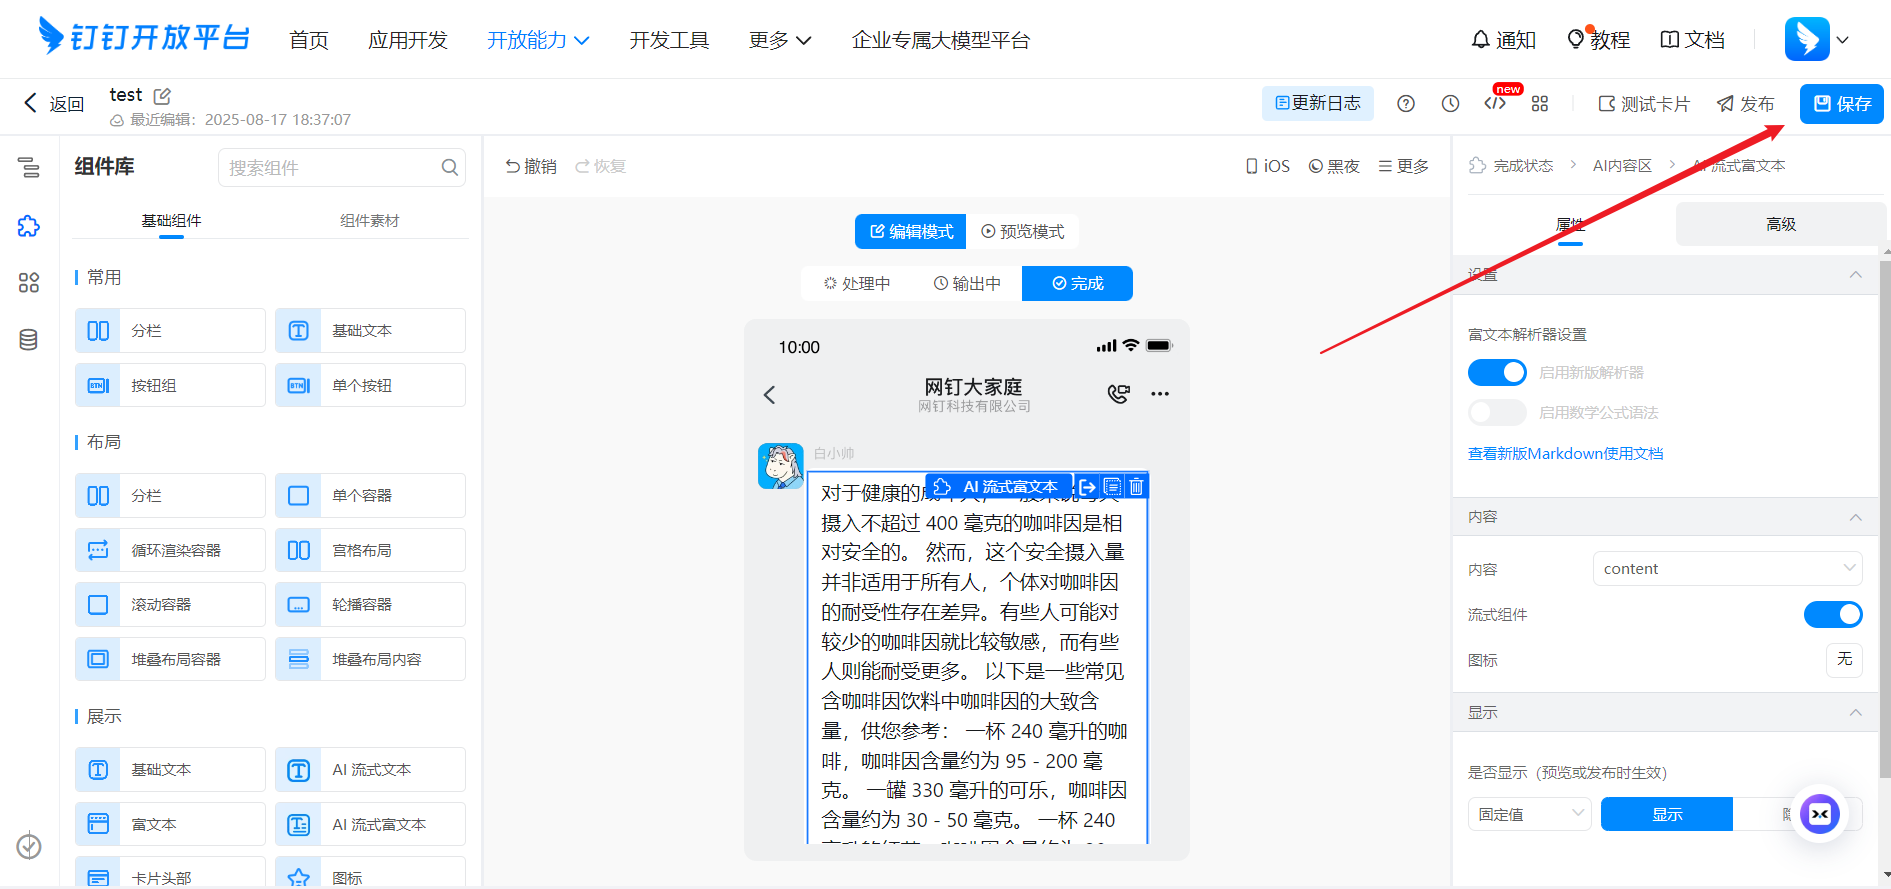 钉钉开放平台
首页
应用开发
开放能力
开发工具
更多
企业专属大模型平台
通知
教程
文档
返回
test
最近编辑：2025-08-17 18:37:07
更新日志
new
测试卡片
发布
保存
组件库
搜索组件
基础组件
组件素材
常用
分栏
基础文本
BTN
按钮组
BTN
单个按钮
布局
分栏
单个容器
循环渲染容器
宫格布局
滚动容器
轮播容器
堆叠布局容器
堆叠布局内容
展示
基础文本
AI 流式文本
富文本
AI 流式富文本
卡片头部
图标
撤销
恢复
iOS
黑夜
更多
编辑模式
预览模式
处理中
输出中
完成
10:00
网钉大家庭
网钉科技有限公司
白小帅
AI 流式富文本
对于健康的
摄入不超过 400 毫克的咖啡因是相
对安全的。 然而，这个安全摄入量
并非适用于所有人，个体对咖啡因
的耐受性存在差异。有些人可能对
较少的咖啡因就比较敏感，而有些
人则能耐受更多。 以下是一些常见
含咖啡因饮料中咖啡因的大致含
量，供您参考： 一杯 240 毫升的咖
啡，咖啡因含量约为 95 - 200 毫
克。 一罐 330 毫升的可乐，咖啡因
含量约为 30 - 50 毫克。 一杯 240
完成状态
AI内容区
AI 流式富文本
属性
高级
设置
富文本解析器设置
启用新版解析器
启用数学公式语法
查看新版Markdown使用文档
内容
内容
content
流式组件
图标
无
显示
是否显示（预览或发布时生效）
固定值
显示